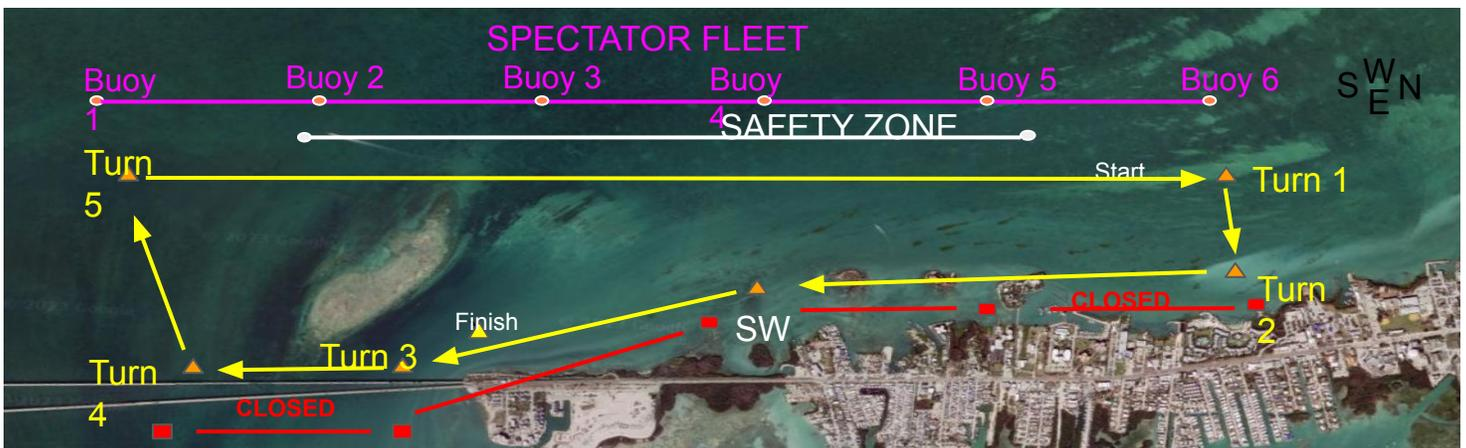 SPECTATOR FLEET
Buoy 1
Buoy 2
Buoy 3
Buoy 4
Buoy 5
Buoy 6
W
S N
E
SAFETY ZONE
Turn 5
Start
Turn 1
Turn 2
CLOSED
SW
Finish
Turn 3
Turn 4
CLOSED